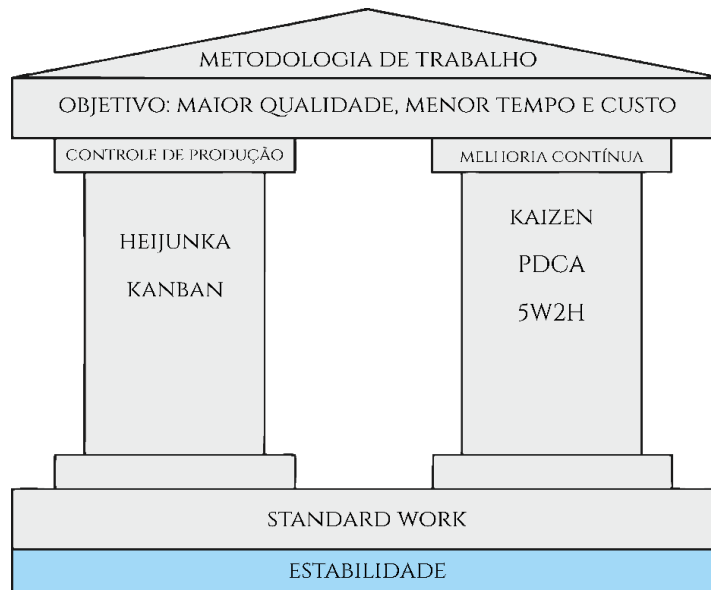 METODOLOGIA DE TRABALHO
OBJETIVO: MAIOR QUALIDADE, MENOR TEMPO E CUSTO
CONTROLE DE PRODUÇÃO
HEIJUNKA
KANBAN
MELHORIA CONTÍNUA
KAIZEN
PDCA
5W2H
STANDARD WORK
ESTABILIDADE